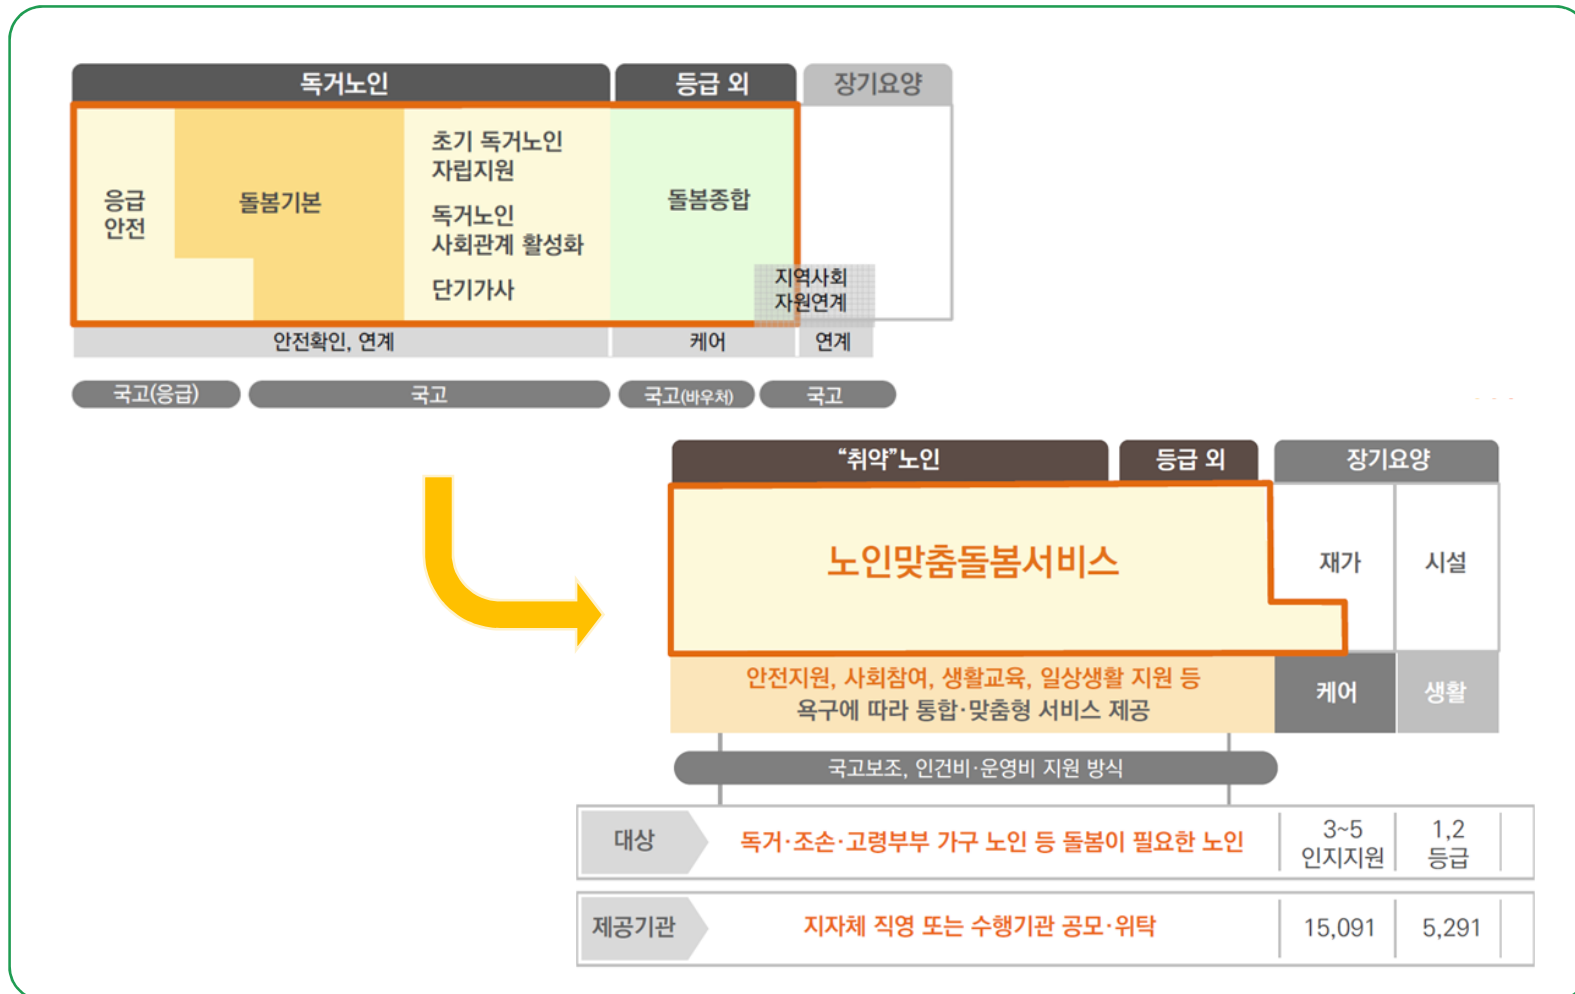 독거노인
등급 외
장기요양
응급
안전
돌봄기본
초기 독거노인
자립지원
독거노인
사회관계 활성화
단기가사
돌봄종합
지역사회
자원연계
안전확인, 연계
케어
연계
국고(응급)
국고
국고(바우처)
국고
“취약”노인
등급 외
장기요양
노인맞춤돌봄서비스
재가
시설
안전지원, 사회참여, 생활교육, 일상생활 지원 등
욕구에 따라 통합·맞춤형 서비스 제공
케어
생활
국고보조, 인건비·운영비 지원 방식
대상
독거·조손·고령부부 가구 노인 등 돌봄이 필요한 노인
3~5
인지지원
1,2
등급
제공기관
지자체 직영 또는 수행기관 공모·위탁
15,091
5,291